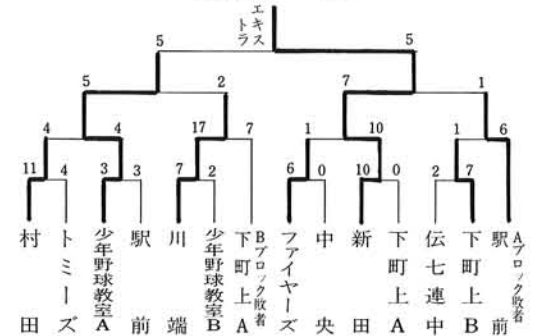 エキストラ
5 5
5 2 7 1
4 4 17 7 1 10 1 6
11 4 3 3 7 2 6 0 10 0 2 7
村田
トミーズ
少年野球教室A
駅前
川端
少年野球教室B
下町上A
Bブロック敗者
ファイヤーズ
中央
新田
下町上A
伝七連中
下町上B
駅前
Aブロック敗者